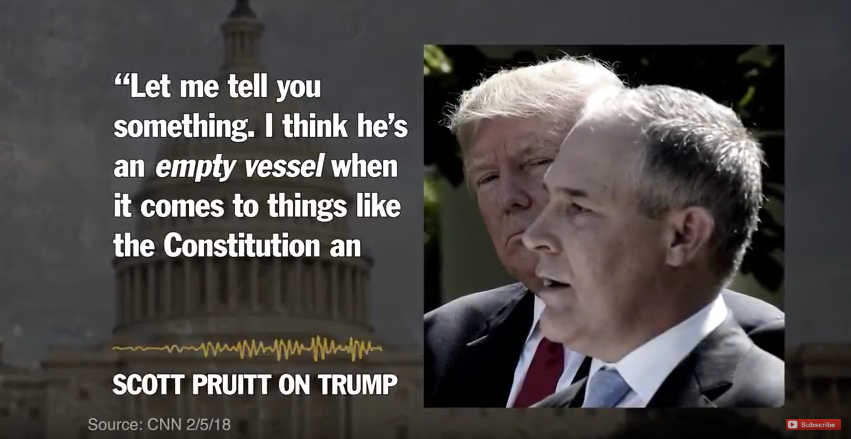 “Let me tell you
something. I think he’s
an empty vessel when
it comes to things like
the Constitution an
SCOTT PRUITT ON TRUMP
Source: CNN 2/5/18
Subscribe